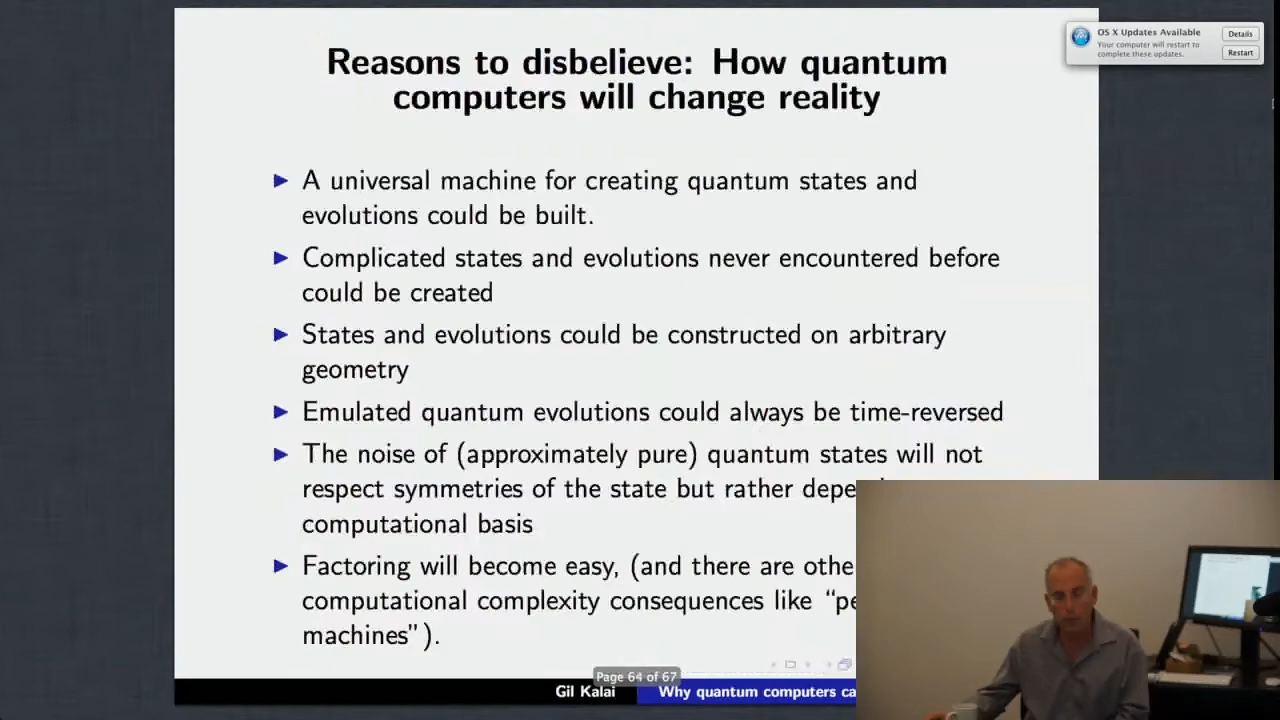 Reasons to disbelieve: How quantum
computers will change reality
OS X Updates Available
Your computer will restart to
complete these updates.
Details
Restart
▶ A universal machine for creating quantum states and
evolutions could be built.
▶ Complicated states and evolutions never encountered before
could be created
▶ States and evolutions could be constructed on arbitrary
geometry
▶ Emulated quantum evolutions could always be time-reversed
▶ The noise of (approximately pure) quantum states will not
respect symmetries of the state but rather depe
computational basis
▶ Factoring will become easy, (and there are othe
computational complexity consequences like “pe
machines”).
Page 64 of 67
Gil Kalai
Why quantum computers ca